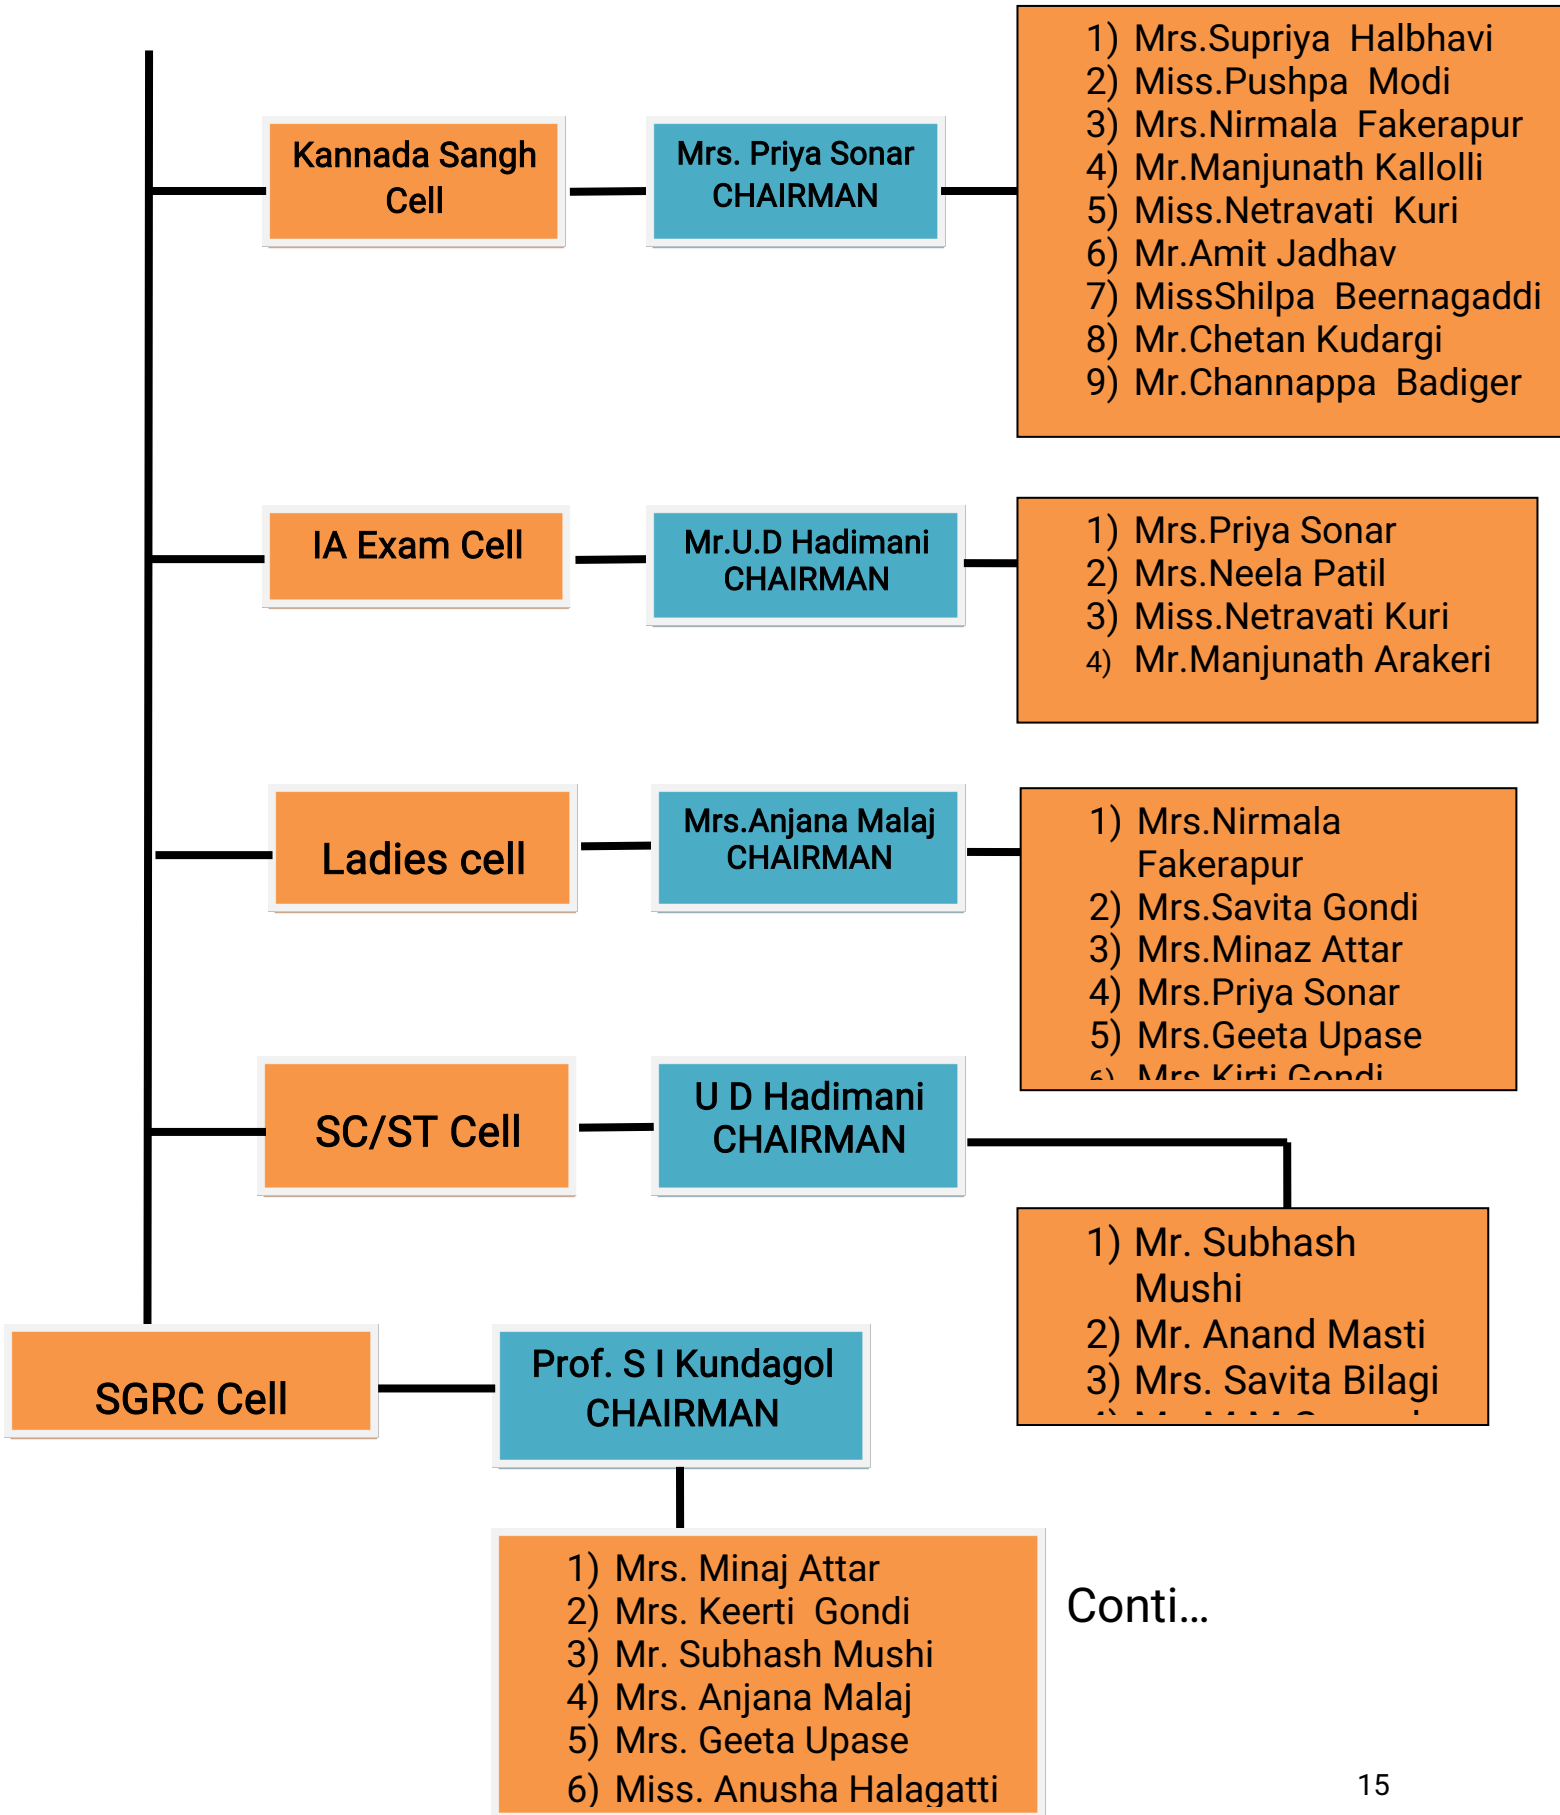 Kannada Sangh
Cell
Mrs. Priya Sonar
CHAIRMAN
1) Mrs.Supriya  Halbhavi
2) Miss.Pushpa  Modi
3) Mrs.Nirmala  Fakerapur
4) Mr.Manjunath Kallolli
5) Miss.Netravati  Kuri
6) Mr.Amit Jadhav
7) MissShilpa  Beernagaddi
8) Mr.Chetan Kudargi
9) Mr.Channappa  Badiger
IA Exam Cell
Mr.U.D Hadimani
CHAIRMAN
1) Mrs.Priya Sonar
2) Mrs.Neela Patil
3) Miss.Netravati Kuri
4) Mr.Manjunath Arakeri
Ladies cell
Mrs.Anjana Malaj
CHAIRMAN
1) Mrs.Nirmala
Fakerapur
2) Mrs.Savita Gondi
3) Mrs.Minaz Attar
4) Mrs.Priya Sonar
5) Mrs.Geeta Upase
6) Mrs.Kirti Gondi
SC/ST Cell
U D Hadimani
CHAIRMAN
1) Mr. Subhash
Mushi
2) Mr. Anand Masti
3) Mrs. Savita Bilagi
4)
SGRC Cell
Prof. S I Kundagol
CHAIRMAN
1) Mrs. Minaj Attar
2) Mrs. Keerti  Gondi
3) Mr. Subhash Mushi
4) Mrs. Anjana Malaj
5) Mrs. Geeta Upase
6) Miss. Anusha Halagatti
Conti...
15